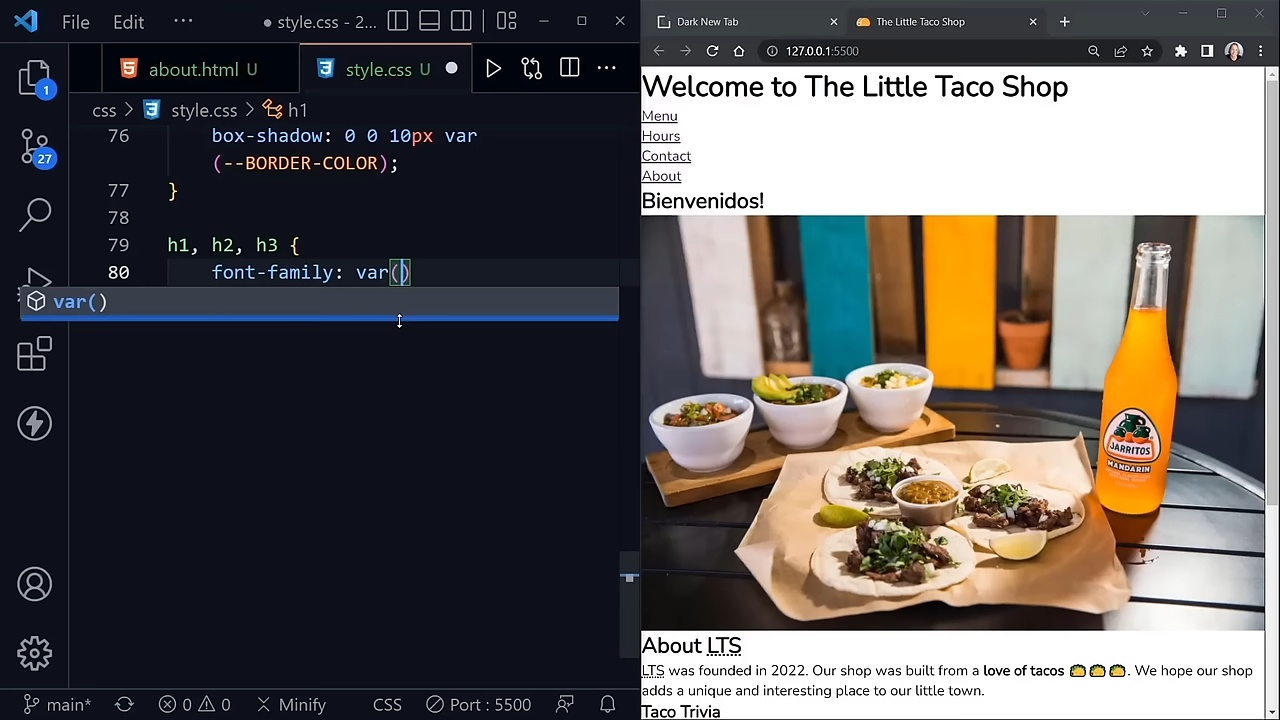 File Edit ··· ● style.css - 2...
about.html U
style.css U ●
css > style.css > h1
76 box-shadow: 0 0 10px var
(--BORDER-COLOR);
77 }
78
79 h1, h2, h3 {
80 font-family: var()
var()
1
27
main* 0 0 Minify CSS Port : 5500
Dark New Tab
The Little Taco Shop
127.0.0.1:5500
Welcome to The Little Taco Shop
Menu
Hours
Contact
About
Bienvenidos!
JARRITOS
MANDARIN
About LTS
LTS was founded in 2022. Our shop was built from a love of tacos 🌮🌮🌮. We hope our shop
adds a unique and interesting place to our little town.
Taco Trivia